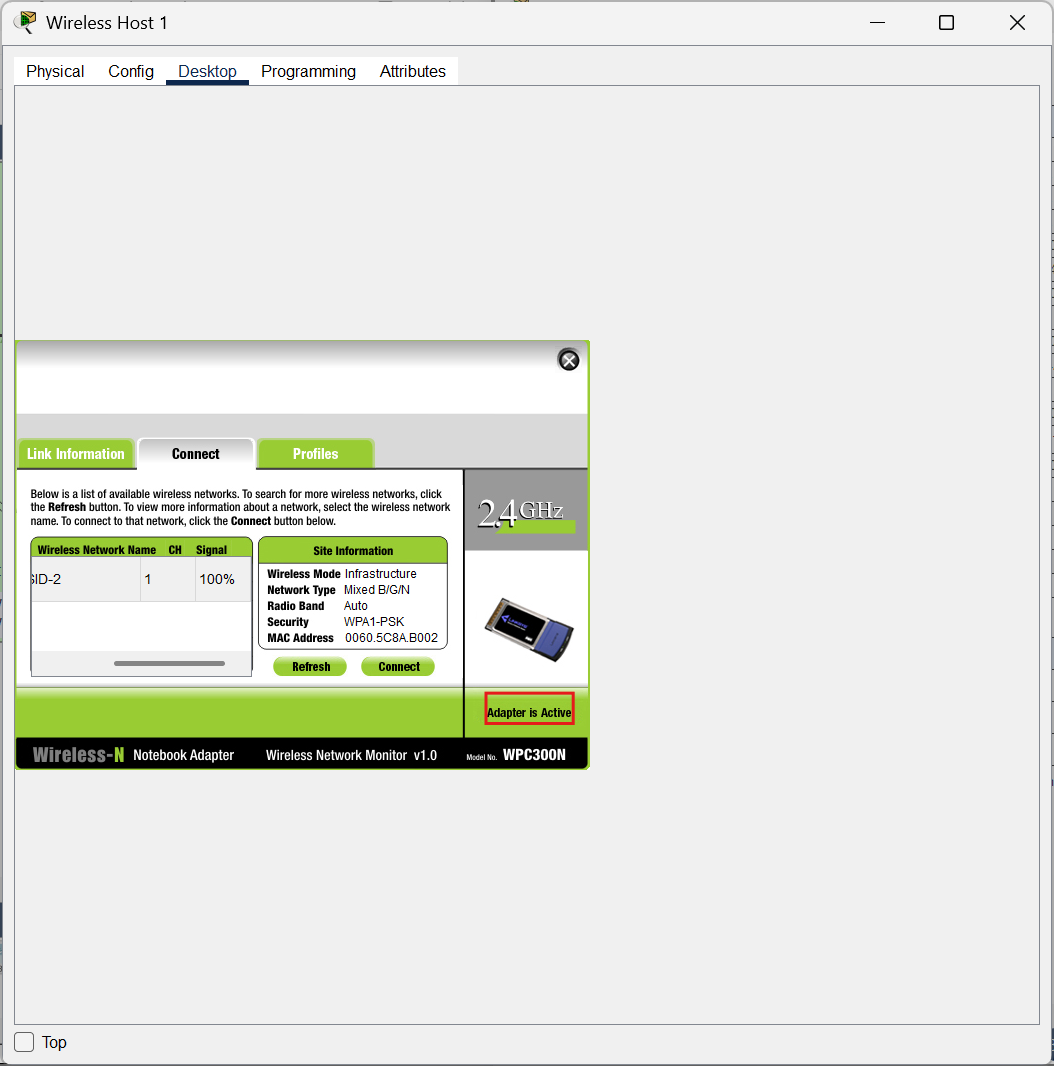 Wireless Host 1
Physical Config Desktop Programming Attributes
Link Information Connect Profiles
Below is a list of available wireless networks. To search for more wireless networks, click
the Refresh button. To view more information about a network, select the wireless network
name. To connect to that network, click the Connect button below.
2.4GHz
Wireless Network Name CH Signal
SID-2 1 100%
Site Information
Wireless Mode Infrastructure
Network Type Mixed B/G/N
Radio Band Auto
Security WPA1-PSK
MAC Address 0060.5C8A.B002
Refresh Connect
Adapter is Active
Wireless-N Notebook Adapter Wireless Network Monitor v1.0 Model No. WPC300N
Top